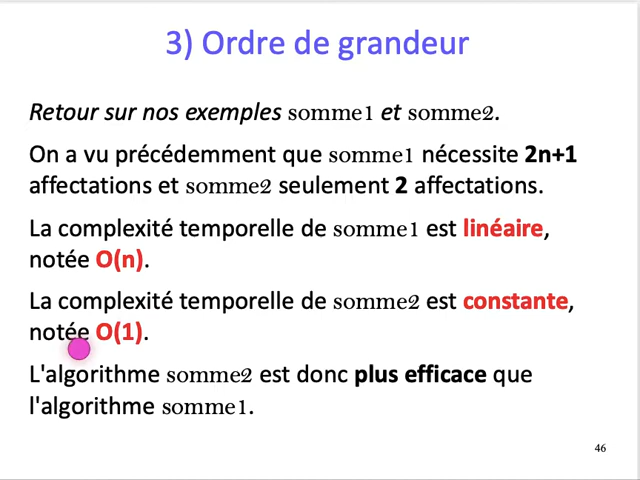 3) Ordre de grandeur
Retour sur nos exemples somme1 et somme2.
On a vu précédemment que somme1 nécessite 2n+1
affectations et somme2 seulement 2 affectations.
La complexité temporelle de somme1 est linéaire,
notée O(n).
La complexité temporelle de somme2 est constante,
notée O(1).
L'algorithme somme2 est donc plus efficace que
l'algorithme somme1.
46